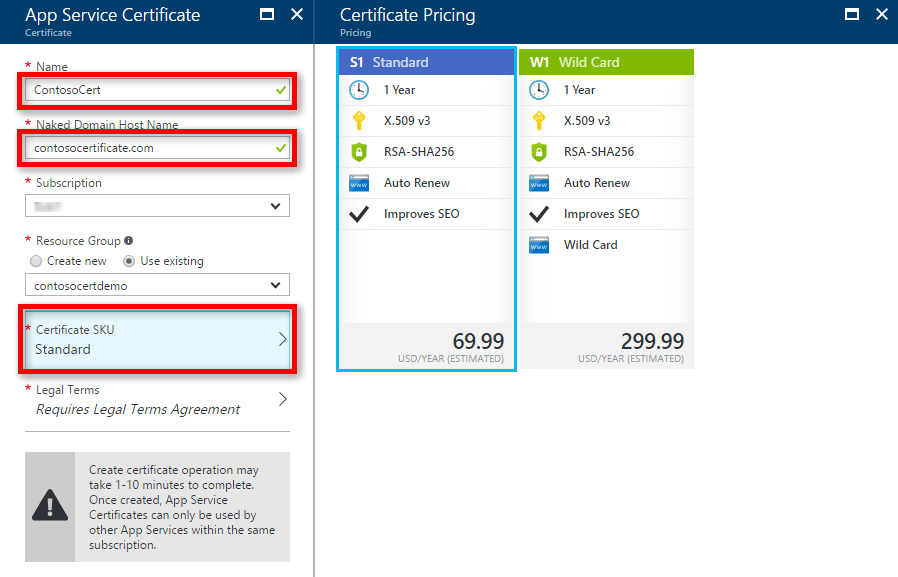 App Service Certificate
Certificate
* Name
ContosoCert
* Naked Domain Host Name
contosocertificate.com
* Subscription
* Resource Group
Create new Use existing
contosocertdemo
* Certificate SKU
Standard
* Legal Terms
Requires Legal Terms Agreement
Create certificate operation may
take 1-10 minutes to complete.
Once created, App Service
Certificates can only be used by
other App Services within the same
subscription.
Certificate Pricing
Pricing
S1 Standard
1 Year
X.509 v3
RSA-SHA256
www Auto Renew
Improves SEO
69.99
USD/YEAR (ESTIMATED)
W1 Wild Card
1 Year
X.509 v3
RSA-SHA256
www Auto Renew
Improves SEO
www Wild Card
299.99
USD/YEAR (ESTIMATED)